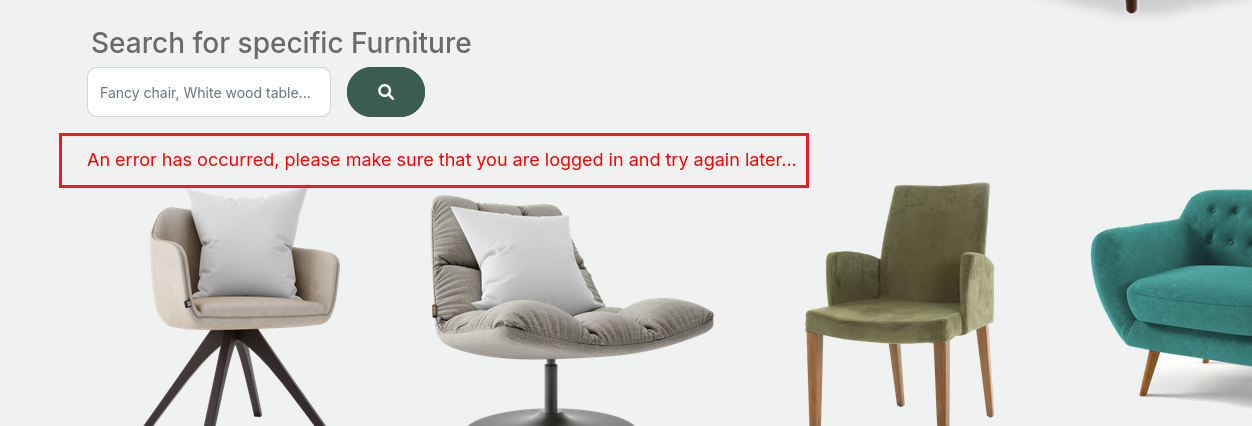 Search for specific Furniture
Fancy chair, White wood table...
An error has occurred, please make sure that you are logged in and try again later...